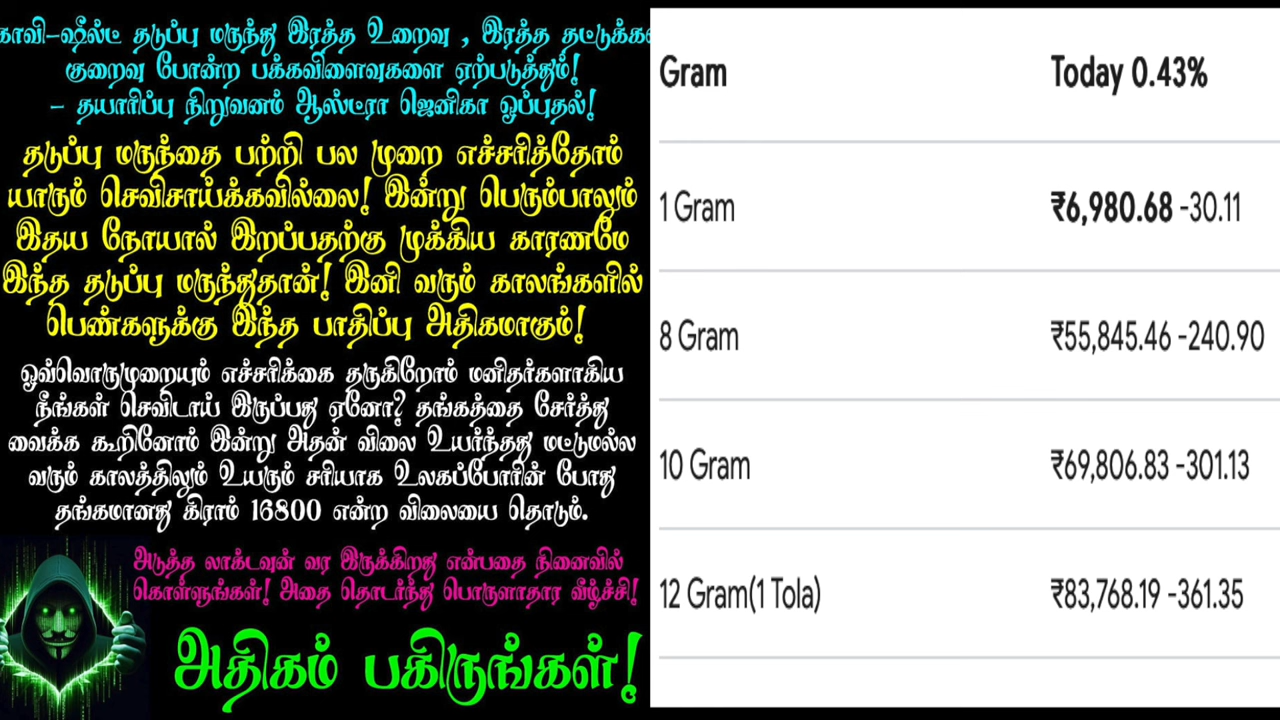 காவி-ஷீல்ட் தடுப்பு மருந்து இரத்த உறைவு , இரத்த தட்டுக்கள்
குறைவு போன்ற பக்கவிளைவுகளை ஏற்படுத்தும்!
- தயாரிப்பு நிறுவனம் ஆஸ்ட்ரா ஜெனிகா ஒப்புதல்!
தடுப்பு மருந்தை பற்றி பல முறை எச்சரித்தோம்
யாரும் செவிசாய்க்கவில்லை! இன்று பெரும்பாலும்
இதய நோயால் இறப்பதற்கு முக்கிய காரணமே
இந்த தடுப்பு மருந்துதான்! இனி வரும் காலங்களில்
பெண்களுக்கு இந்த பாதிப்பு அதிகமாகும்!
ஒவ்வொருமுறையும் எச்சரிக்கை தருகிறோம் மனிதர்களாகிய
நீங்கள் செவிடாய் இருப்பது ஏனோ? தங்கத்தை சேர்த்து
வைக்க கூறினோம் இன்று அதன் விலை உயர்ந்தது மட்டுமல்ல
வரும் காலத்திலும் உயரும் சரியாக உலகப்போரின் போது
தங்கமானது கிராம் 16800 என்ற விலையை தொடும்.
அடுத்த லாக்டவுன் வர இருக்கிறது என்பதை நினைவில்
கொள்ளுங்கள்! அதை தொடர்ந்து பொருளாதார வீழ்ச்சி!
அதிகம் பகிருங்கள்!
Gram Today 0.43%
1 Gram ₹6,980.68 -30.11
8 Gram ₹55,845.46 -240.90
10 Gram ₹69,806.83 -301.13
12 Gram(1 Tola) ₹83,768.19 -361.35